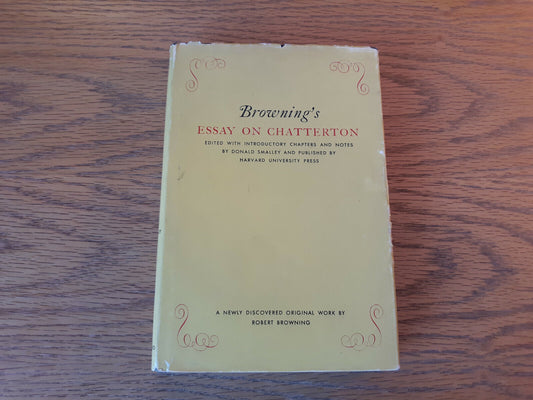 Browning's
ESSAY ON CHATTERTON
EDITED WITH INTRODUCTORY CHAPTERS AND NOTES
BY DONALD SMALLEY AND PUBLISHED BY
HARVARD UNIVERSITY PRESS
A NEWLY DISCOVERED ORIGINAL WORK BY
ROBERT BROWNING